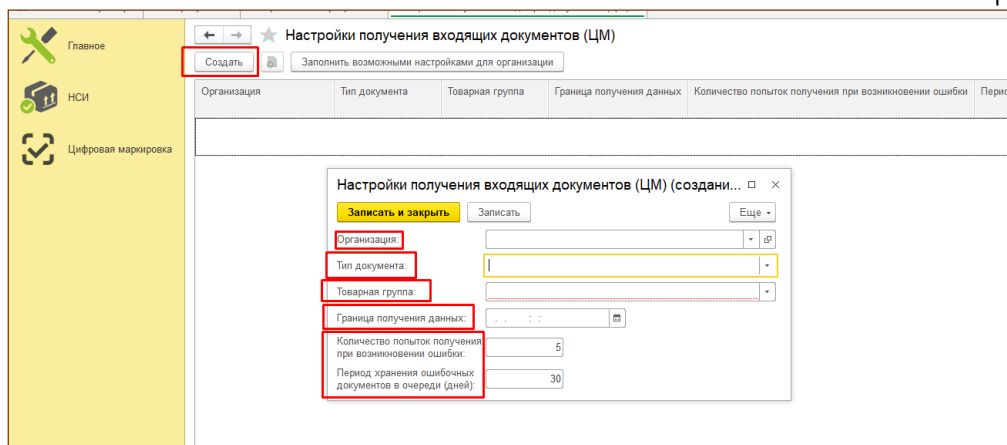 Главное
НСИ
Цифровая маркировка
Настройки получения входящих документов (ЦМ)
Создать Заполнить возможными настройками для организации
Организация Тип документа Товарная группа Граница получения данных Количество попыток получения при возникновении ошибки
Настройки получения входящих документов (ЦМ) (создани...
Записать и закрыть Записать Еще
Организация:
Тип документа:
Товарная группа:
Граница получения данных: . . : :
Количество попыток получения
при возникновении ошибки: 5
Период хранения ошибочных
документов в очереди (дней): 30